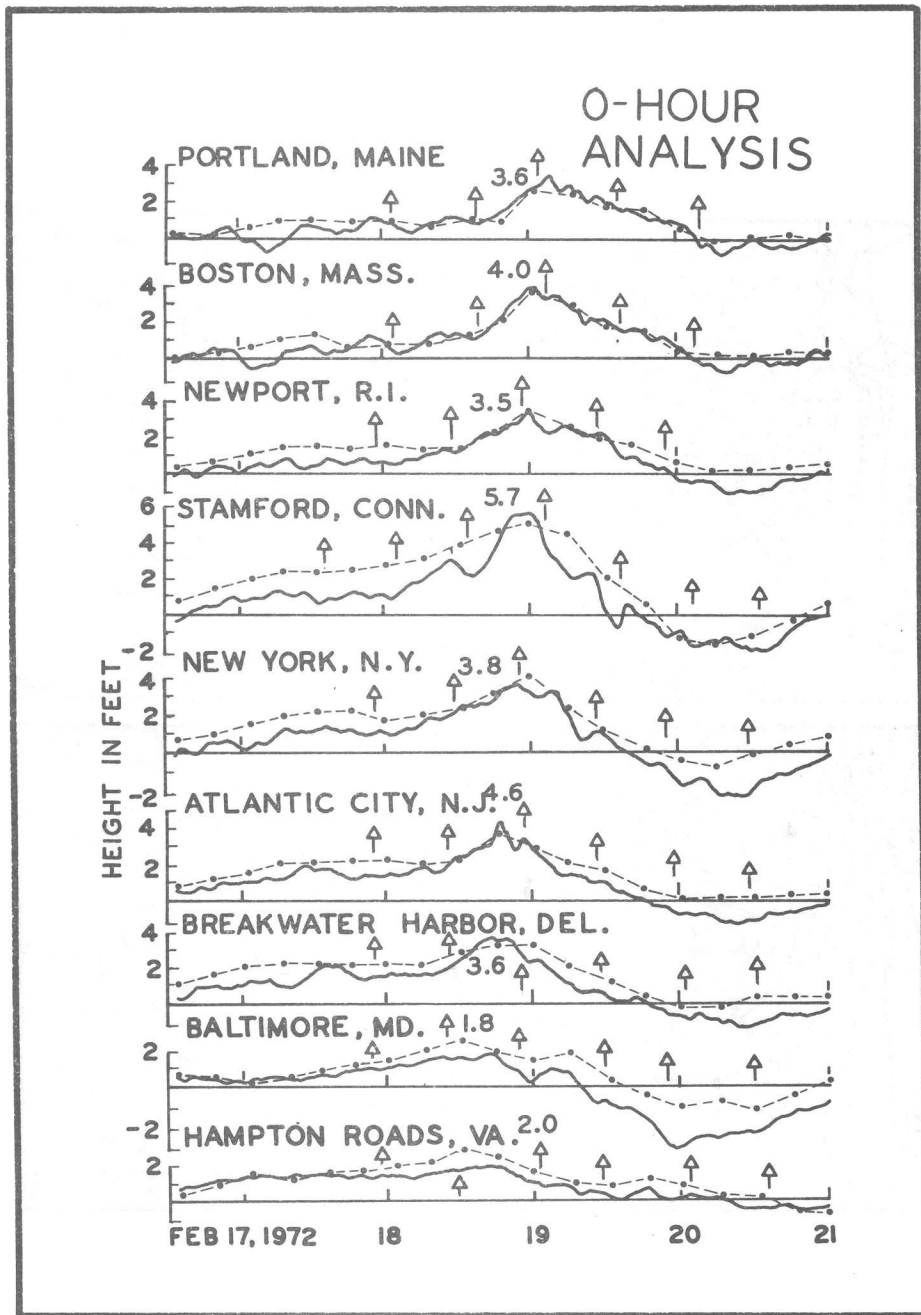 0-HOUR
ANALYSIS
PORTLAND, MAINE
4
2
3.6
BOSTON, MASS.
4
2
4.0
NEWPORT, R.I.
4
2
3.5
STAMFORD, CONN.
6
4
2
-2
5.7
NEW YORK, N.Y.
4
2
-2
3.8
ATLANTIC CITY, N.J.
4
2
4.6
BREAKWATER HARBOR, DEL.
4
2
3.6
BALTIMORE, MD.
2
-2
1.8
HAMPTON ROADS, VA.
2
2.0
HEIGHT IN FEET
FEB 17, 1972 18 19 20 21